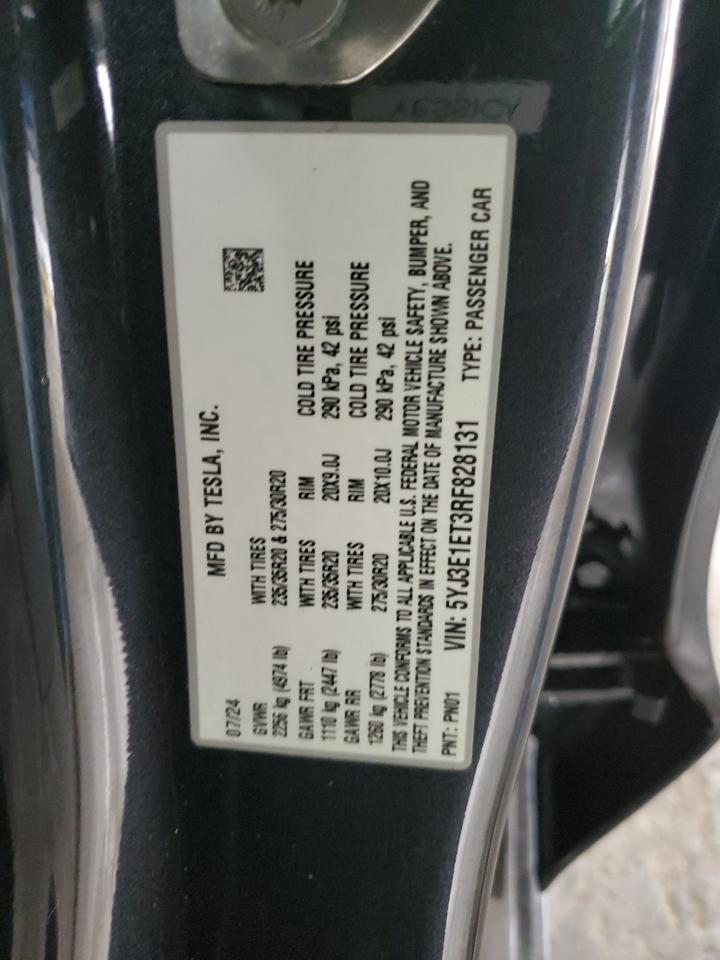 MFD BY TESLA, INC.
07/24
GVWR WITH TIRES
2256 kg (4974 lb) 235/35R20 & 275/30R20
GAWR FRT WITH TIRES RIM COLD TIRE PRESSURE
1110 kg (2447 lb) 235/35R20 20X9.0J 290 kPa, 42 psi
GAWR RR WITH TIRES RIM COLD TIRE PRESSURE
1260 kg (2778 lb) 275/30R20 20X10.0J 290 kPa, 42 psi
THIS VEHICLE CONFORMS TO ALL APPLICABLE U.S. FEDERAL MOTOR VEHICLE SAFETY, BUMPER, AND
THEFT PREVENTION STANDARDS IN EFFECT ON THE DATE OF MANUFACTURE SHOWN ABOVE.
PNT: PN01 VIN: 5YJ3E1ET3RF828131 TYPE: PASSENGER CAR